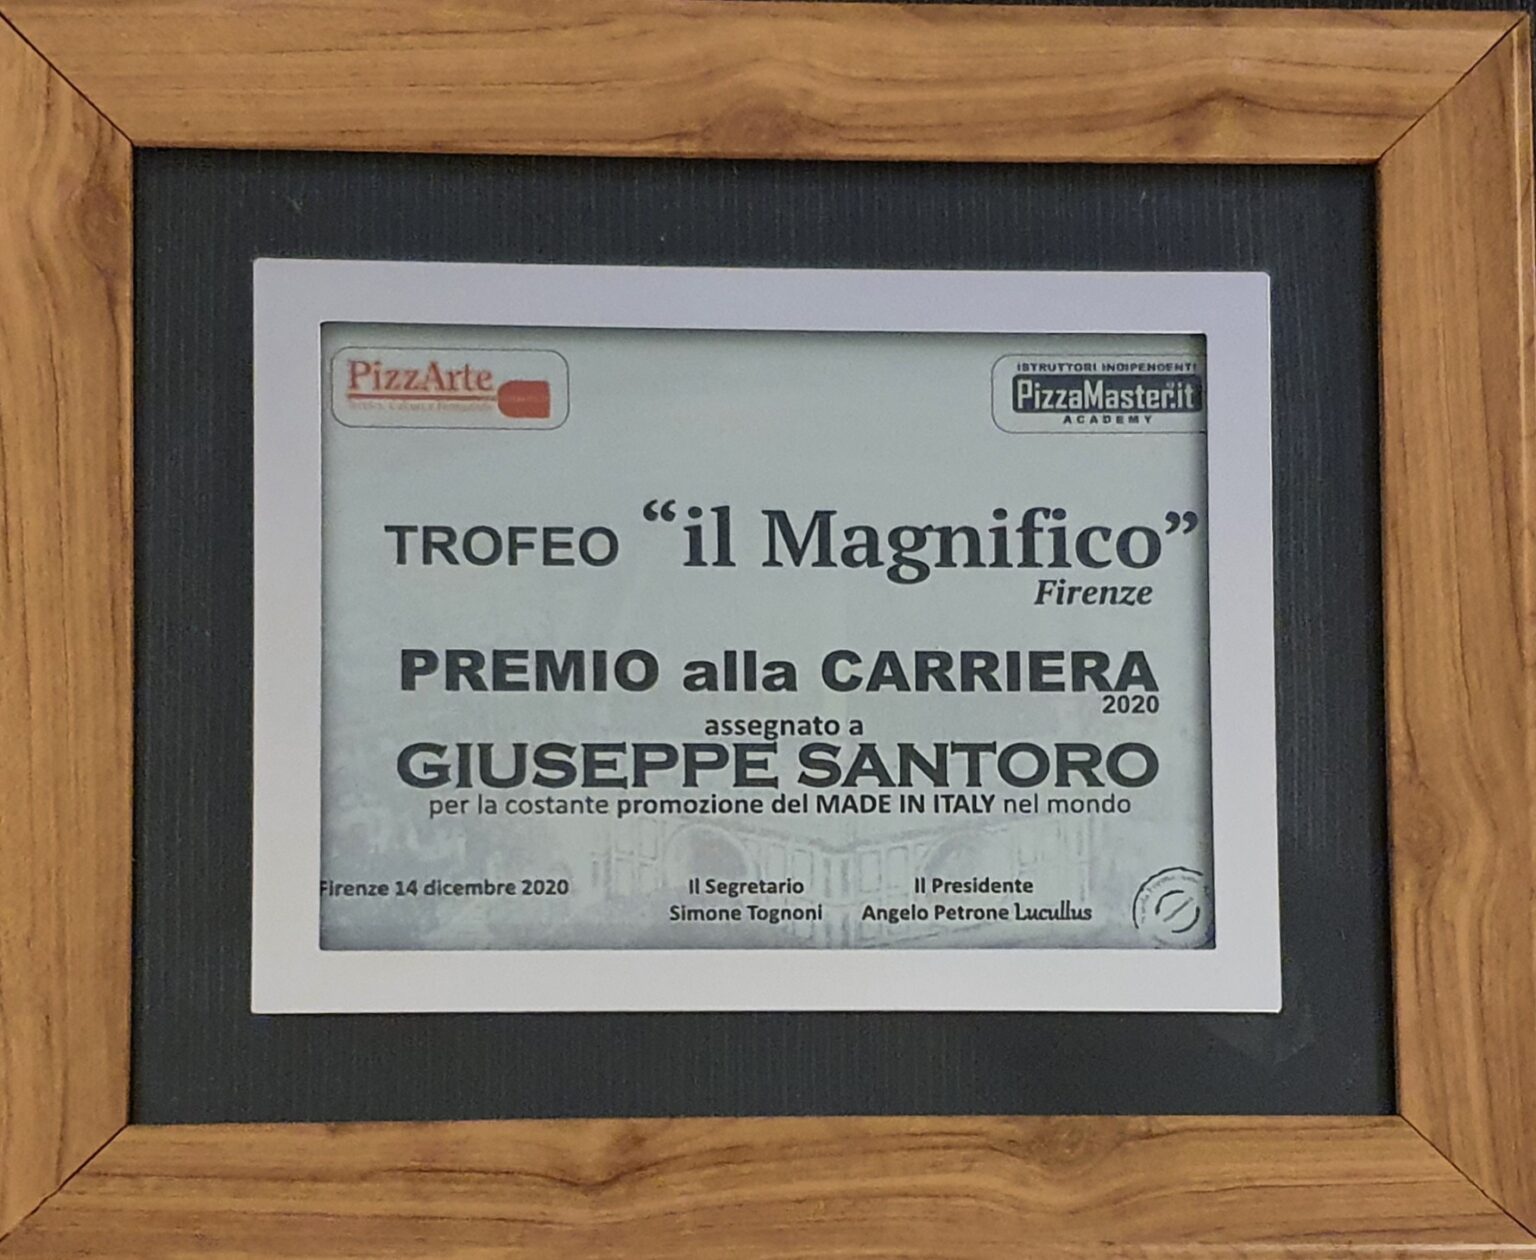 PizzArte
ISTRUTTORI INDIPENDENTI
PizzaMaster.it
ACADEMY
TROFEO “il Magnifico”
Firenze
PREMIO alla CARRIERA
2020
assegnato a
GIUSEPPE SANTORO
per la costante promozione del MADE IN ITALY nel mondo
Firenze 14 dicembre 2020
Il Segretario
Simone Tognoni
Il Presidente
Angelo Petrone Lucullus